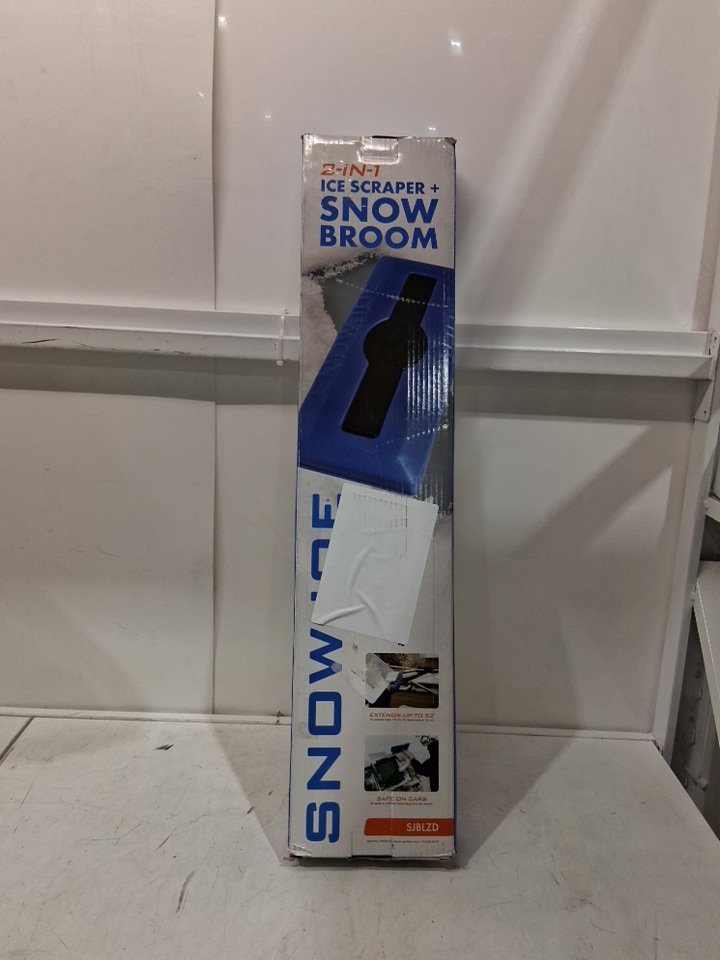 2-IN-1
ICE SCRAPER +
SNOW
BROOM
SNOW JOE
EXTENDS UP TO 52"
SAFE ON CARS
SJBLZD